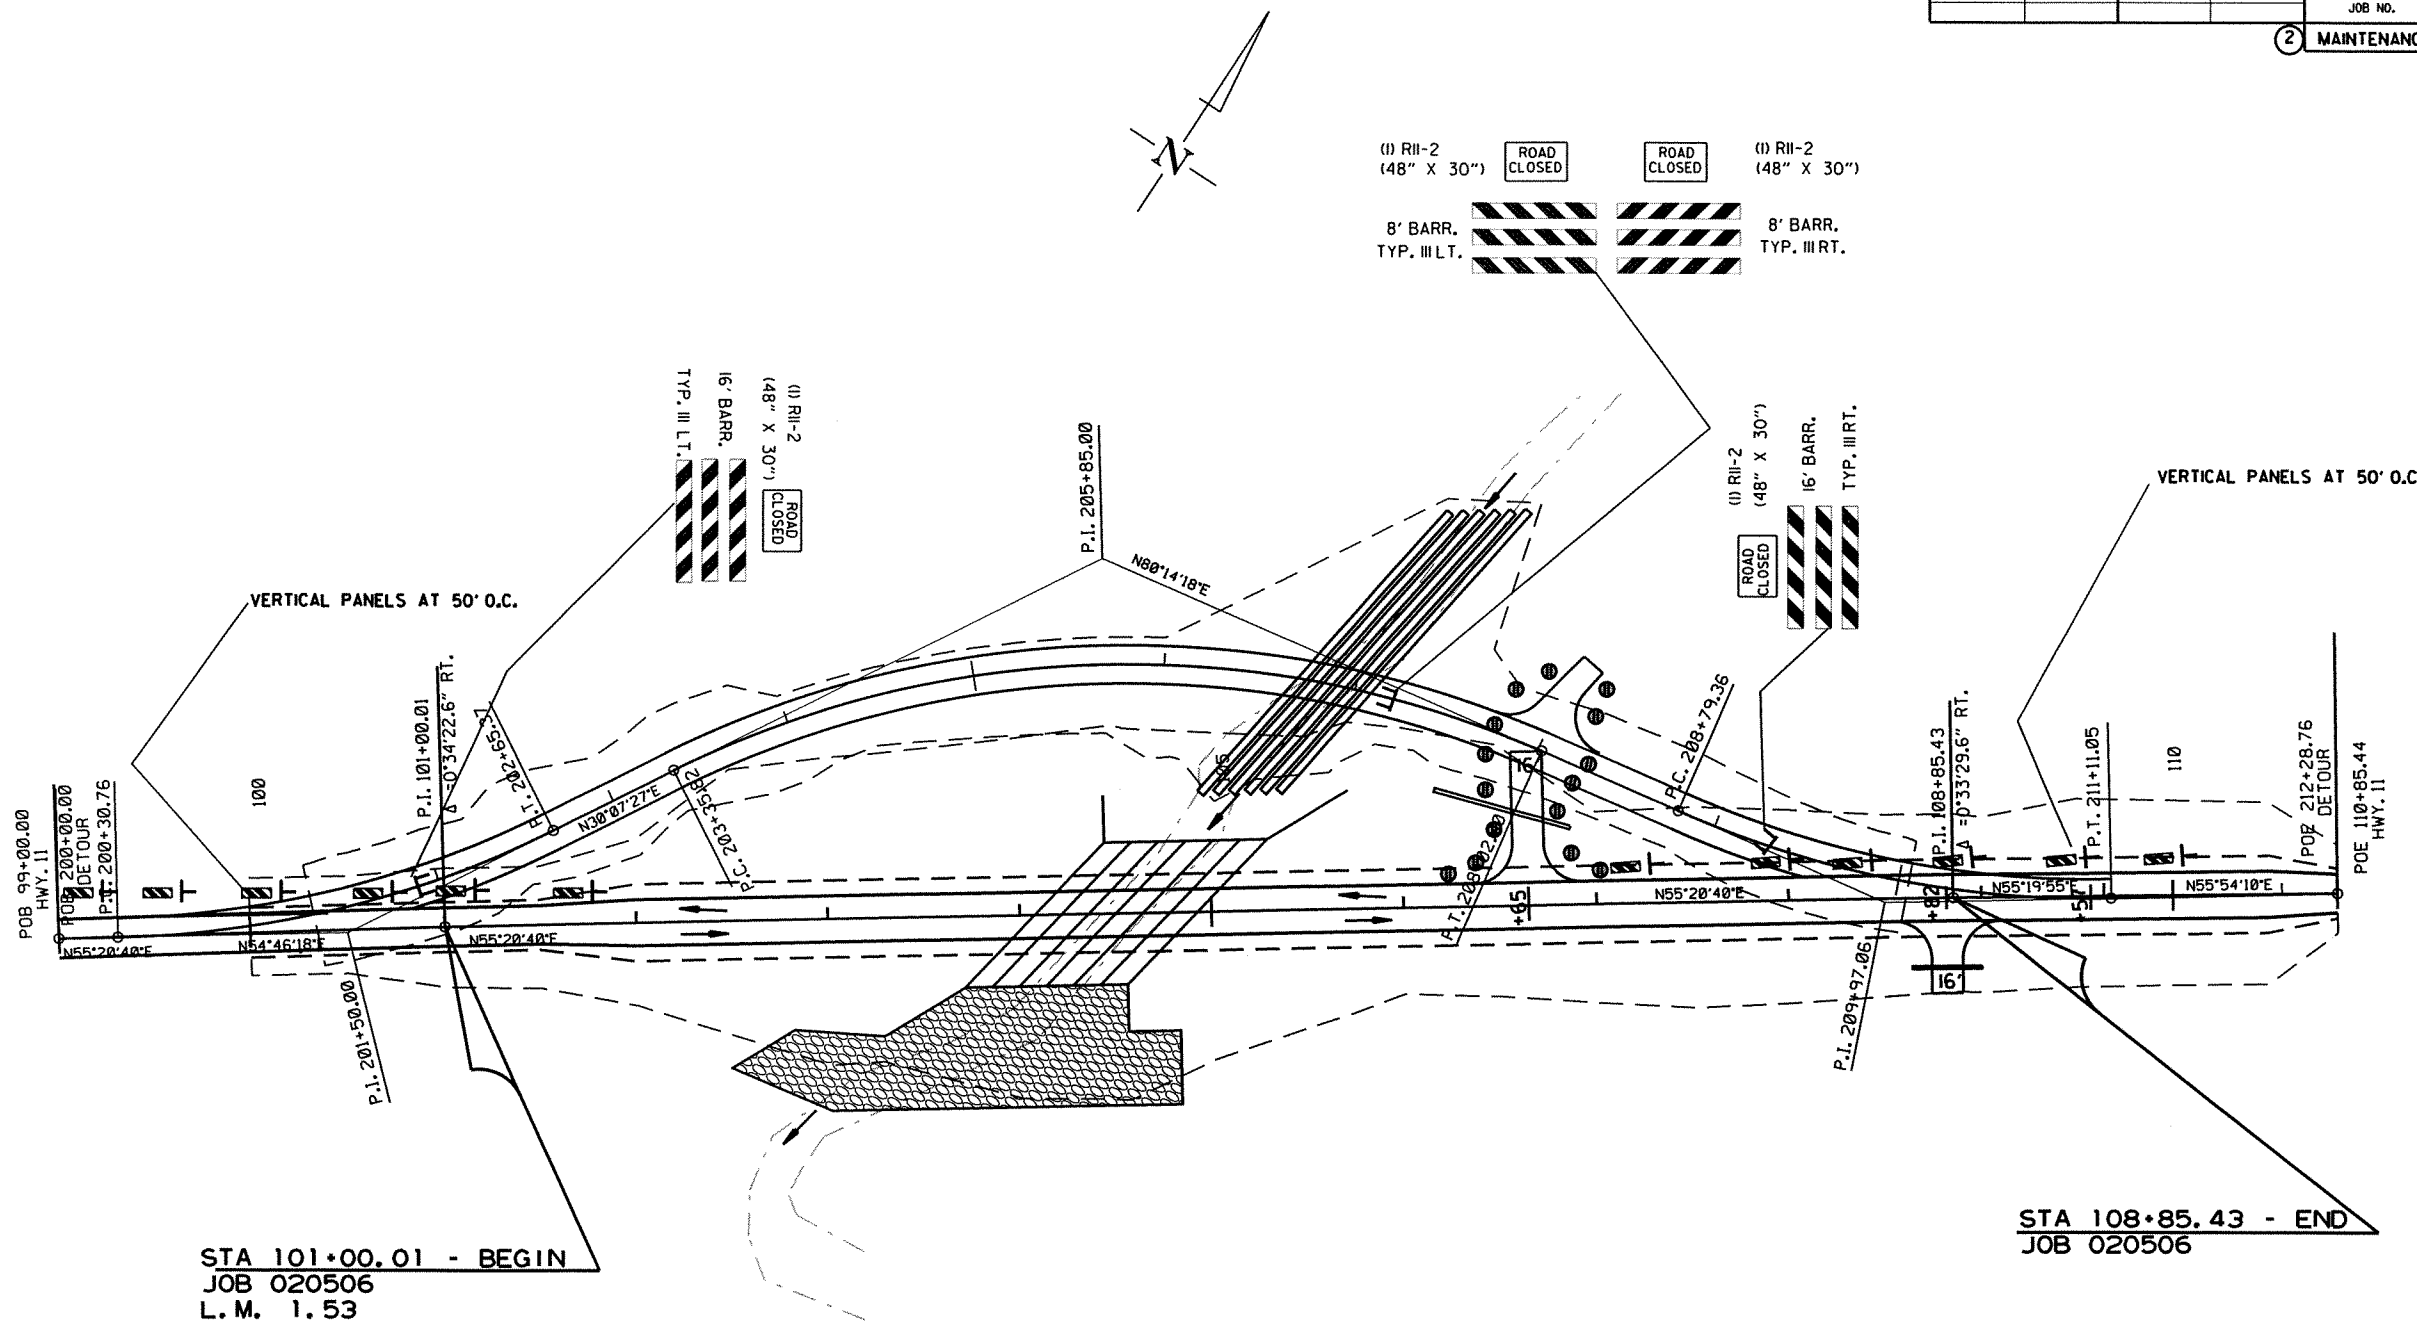 JOB NO.
2 MAINTENANC
N
(1) R11-2
(48" X 30")
ROAD
CLOSED
ROAD
CLOSED
(1) R11-2
(48" X 30")
8' BARR.
TYP. III LT.
8' BARR.
TYP. III RT.
TYP. III LT.
16' BARR.
(48" X 30")
(1) R11-2
ROAD
CLOSED
P.I. 205+85.00
N80°14'18"E
(1) R11-2
(48" X 30")
16' BARR.
TYP. III RT.
ROAD
CLOSED
VERTICAL PANELS AT 50' O.C
VERTICAL PANELS AT 50' O.C.
POB 99+00.00
HWY. 11
POB 200+00.00
DETOUR
P.I. 200+30.76
100
P.I. 101+00.01
Δ =0°34'22.6" RT.
P.T. 202+65.37
N30°07'27"E
P.C. 203+35.82
105
16'
P.T. 208+02.20
P.C. 208+79.36
P.I. 108+85.43
Δ =0°33'29.6" RT.
P.T. 211+11.05
110
POE 212+28.76
DETOUR
POE 110+85.44
HWY. 11
N55°20'40"E
N54°46'18"E
N55°20'40"E
+65
N55°20'40"E
+82
N55°19'55"E
+57
N55°54'10"E
P.I. 201+50.00
P.I. 209+97.06
16'
STA 101+00.01 - BEGIN
JOB 020506
L.M. 1.53
STA 108+85.43 - END
JOB 020506